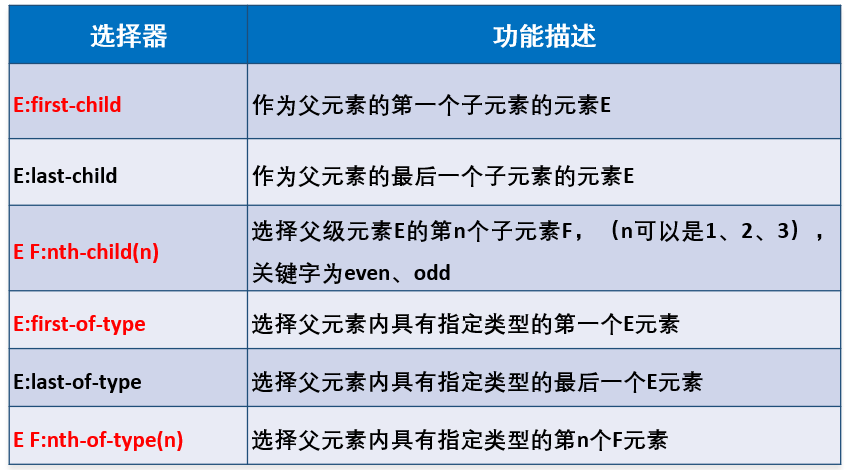 选择器 功能描述
E:first-child 作为父元素的第一个子元素的元素E
E:last-child 作为父元素的最后一个子元素的元素E
E F:nth-child(n) 选择父级元素E的第n个子元素F，（n可以是1、2、3），
关键字为even、odd
E:first-of-type 选择父元素内具有指定类型的第一个E元素
E:last-of-type 选择父元素内具有指定类型的最后一个E元素
E F:nth-of-type(n) 选择父元素内具有指定类型的第n个F元素